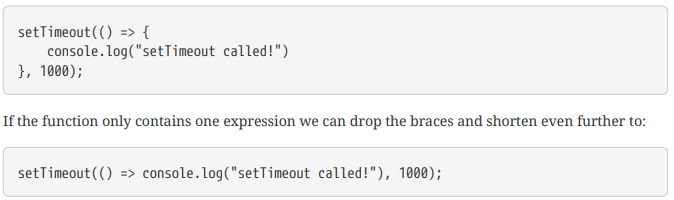 setTimeout(() => {
    console.log("setTimeout called!")
}, 1000);
If the function only contains one expression we can drop the braces and shorten even further to:
setTimeout(() => console.log("setTimeout called!"), 1000);